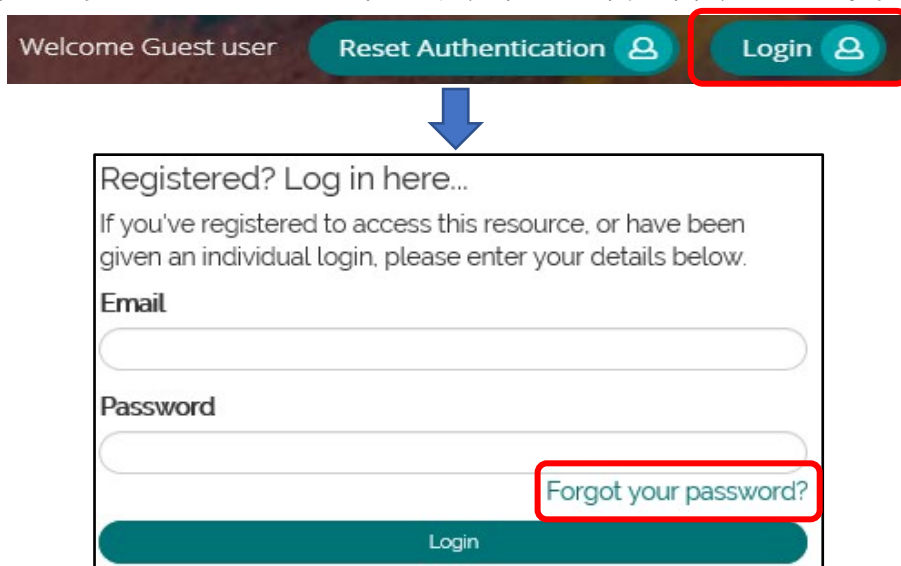 Welcome Guest user Reset Authentication Login
Registered? Log in here...
If you've registered to access this resource, or have been
given an individual login, please enter your details below.
Email
Password
Forgot your password?
Login